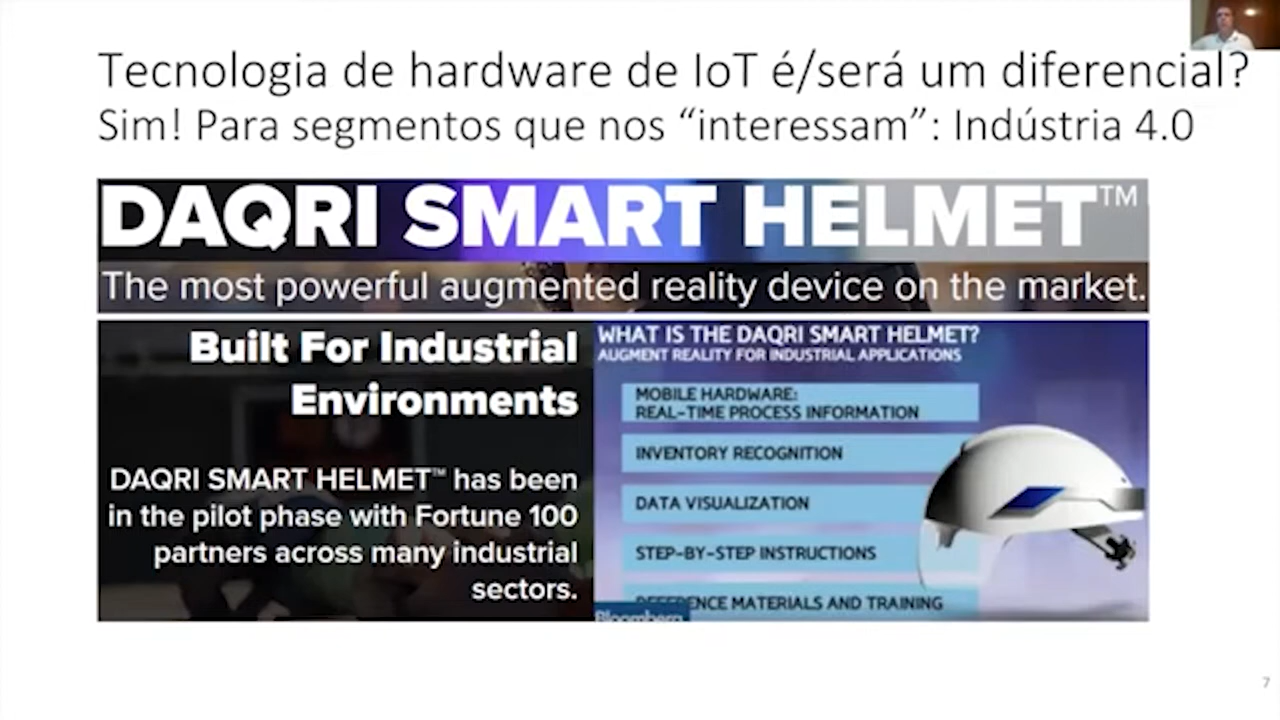 Tecnologia de hardware de IoT é/será um diferencial?
Sim! Para segmentos que nos “interessam”: Indústria 4.0
DAQRI SMART HELMET™
The most powerful augmented reality device on the market.
Built For Industrial
Environments
DAQRI SMART HELMET™ has been
in the pilot phase with Fortune 100
partners across many industrial
sectors.
WHAT IS THE DAQRI SMART HELMET?
AUGMENT REALITY FOR INDUSTRIAL APPLICATIONS
MOBILE HARDWARE:
REAL-TIME PROCESS INFORMATION
INVENTORY RECOGNITION
DATA VISUALIZATION
STEP-BY-STEP INSTRUCTIONS
REFERENCE MATERIALS AND TRAINING
Bloomberg
7